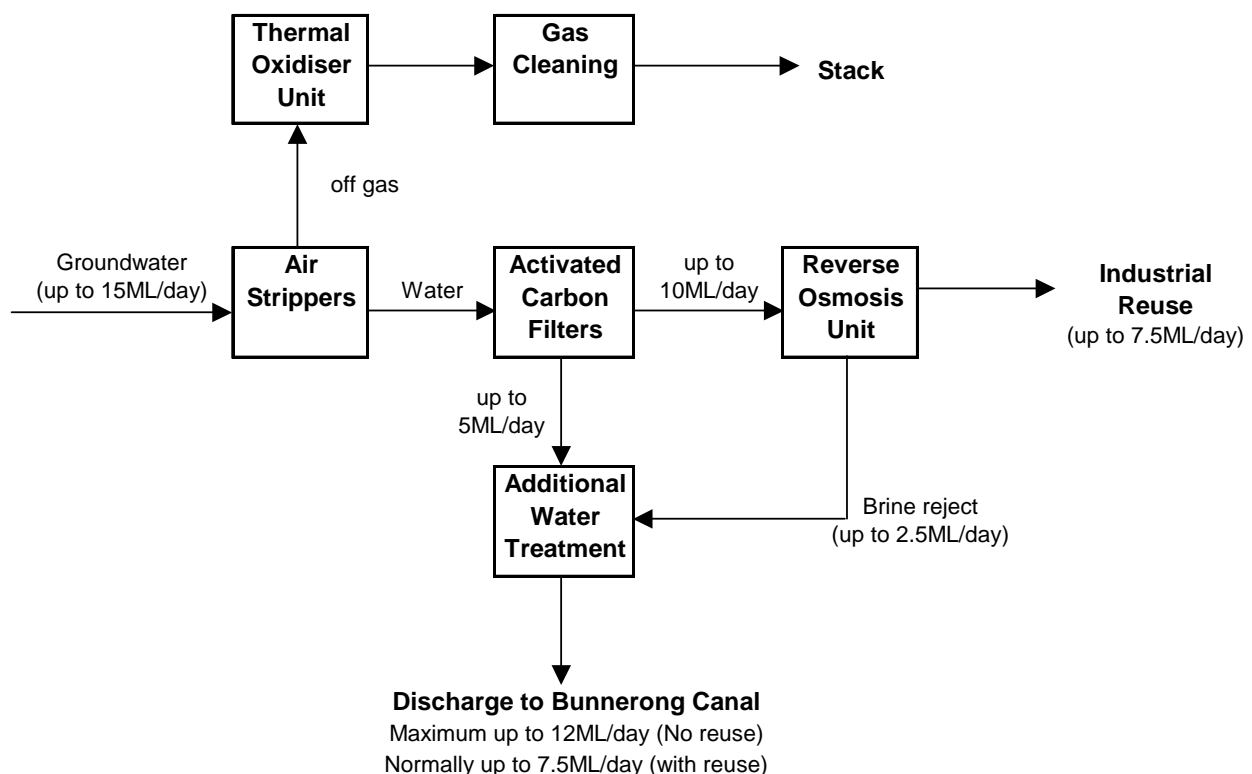 Thermal
Oxidiser
Unit
Gas
Cleaning
Stack
off gas
Groundwater
(up to 15ML/day)
Air
Strippers
Water
Activated
Carbon
Filters
up to
10ML/day
Reverse
Osmosis
Unit
Industrial
Reuse
(up to 7.5ML/day)
up to
5ML/day
Additional
Water
Treatment
Brine reject
(up to 2.5ML/day)
Discharge to Bunnerong Canal
Maximum up to 12ML/day (No reuse)
Normally up to 7.5ML/day (with reuse)